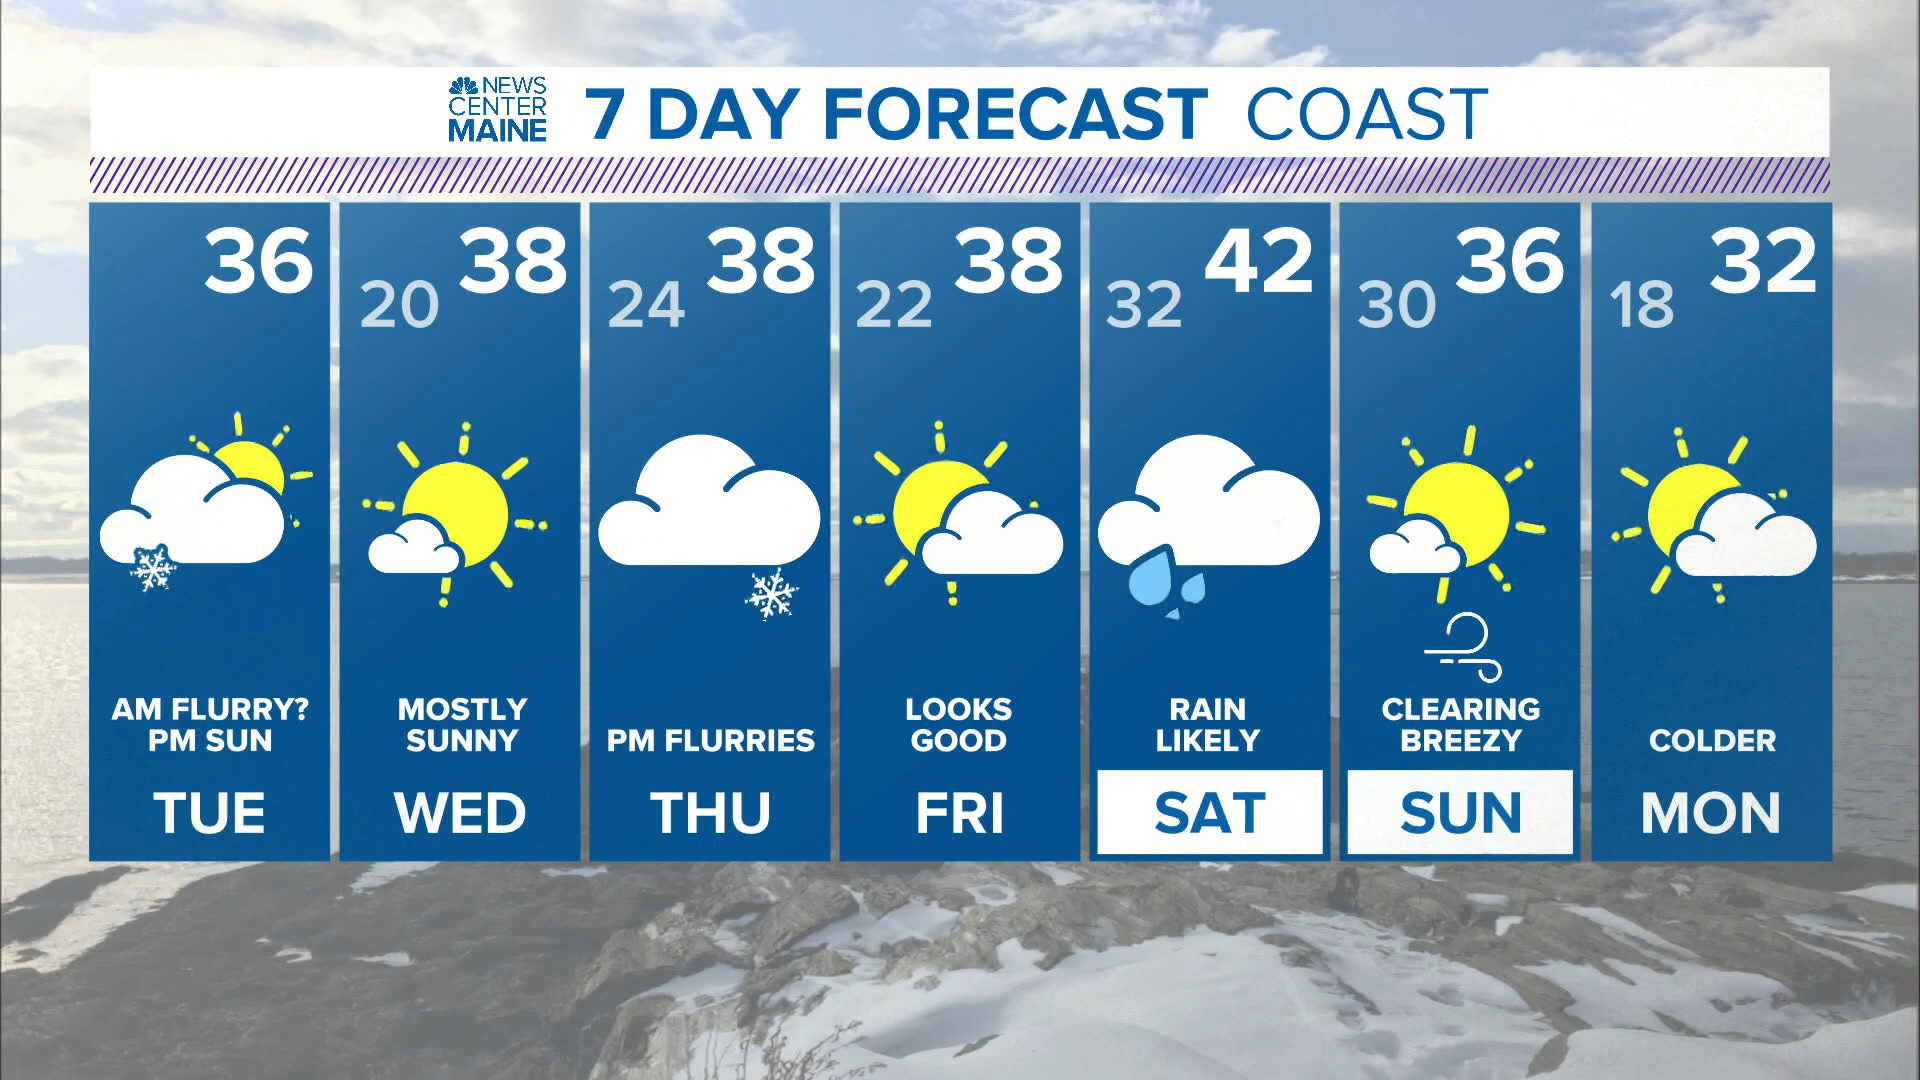 NEWS
CENTER
MAINE
7 DAY FORECAST COAST
36
AM FLURRY?
PM SUN
TUE
20 38
MOSTLY
SUNNY
WED
24 38
PM FLURRIES
THU
22 38
LOOKS
GOOD
FRI
32 42
RAIN
LIKELY
SAT
30 36
CLEARING
BREEZY
SUN
18 32
COLDER
MON